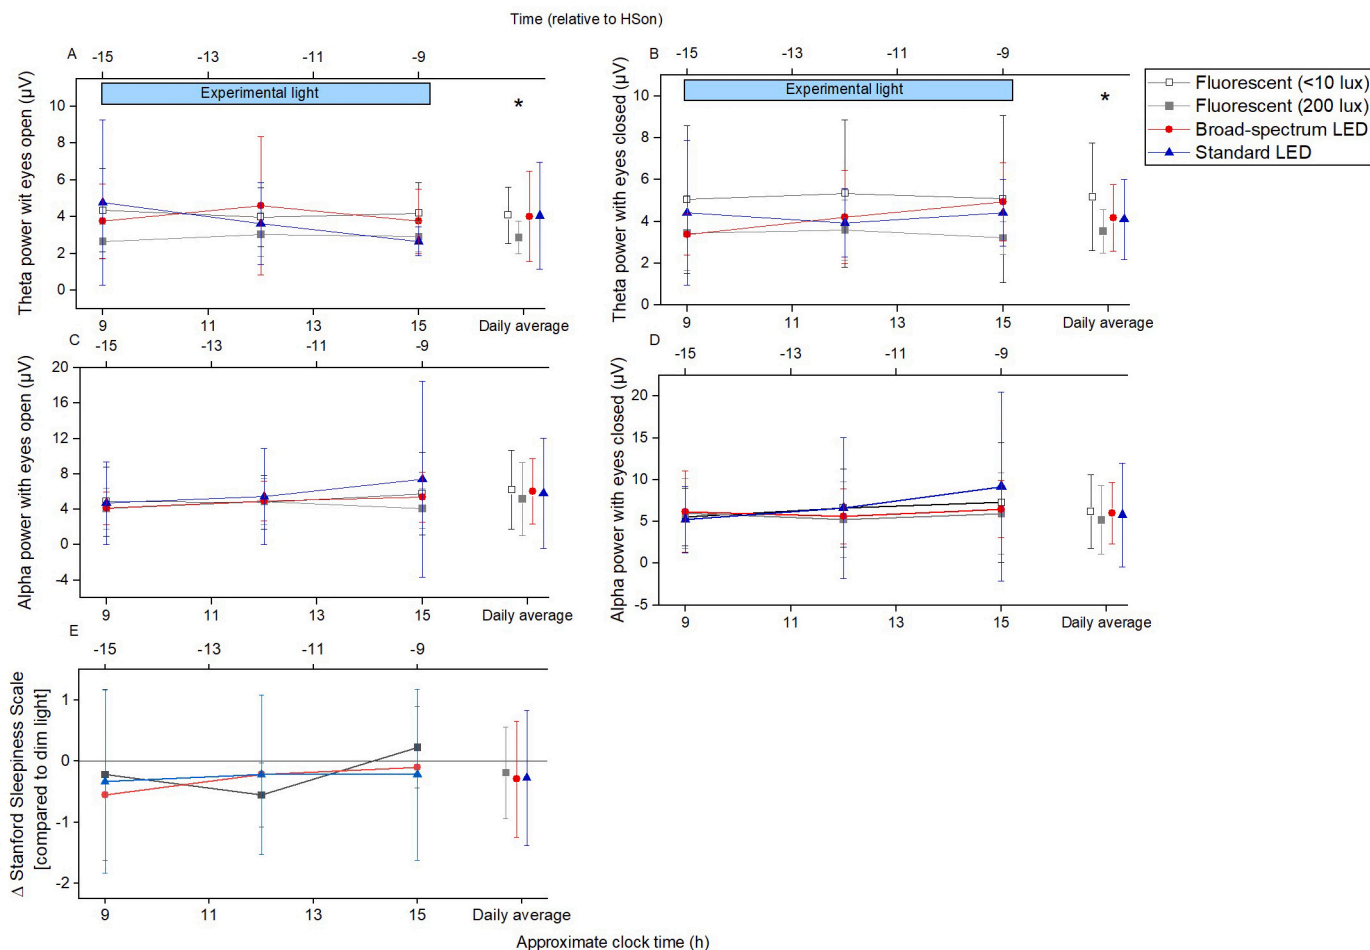 Time (relative to HSon)
A
-15 -13 -11 -9
Theta power wit eyes open (µV)
10
8
6
4
2
0
Experimental light
*
9 11 13 15 Daily average
B
-15 -13 -11 -9
Theta power with eyes closed (µV)
10
8
6
4
2
0
Experimental light
*
9 11 13 15 Daily average
Fluorescent (<10 lux)
Fluorescent (200 lux)
Broad-spectrum LED
Standard LED
C
-15 -13 -11 -9
Alpha power with eyes open (µV)
20
16
12
8
4
0
-4
9 11 13 15 Daily average
D
-15 -13 -11 -9
Alpha power with eyes closed (µV)
20
15
10
5
0
-5
9 11 13 15 Daily average
E
-15 -13 -11 -9
Δ Stanford Sleepiness Scale
[compared to dim light]
1
0
-1
-2
9 11 13 15 Daily average
Approximate clock time (h)